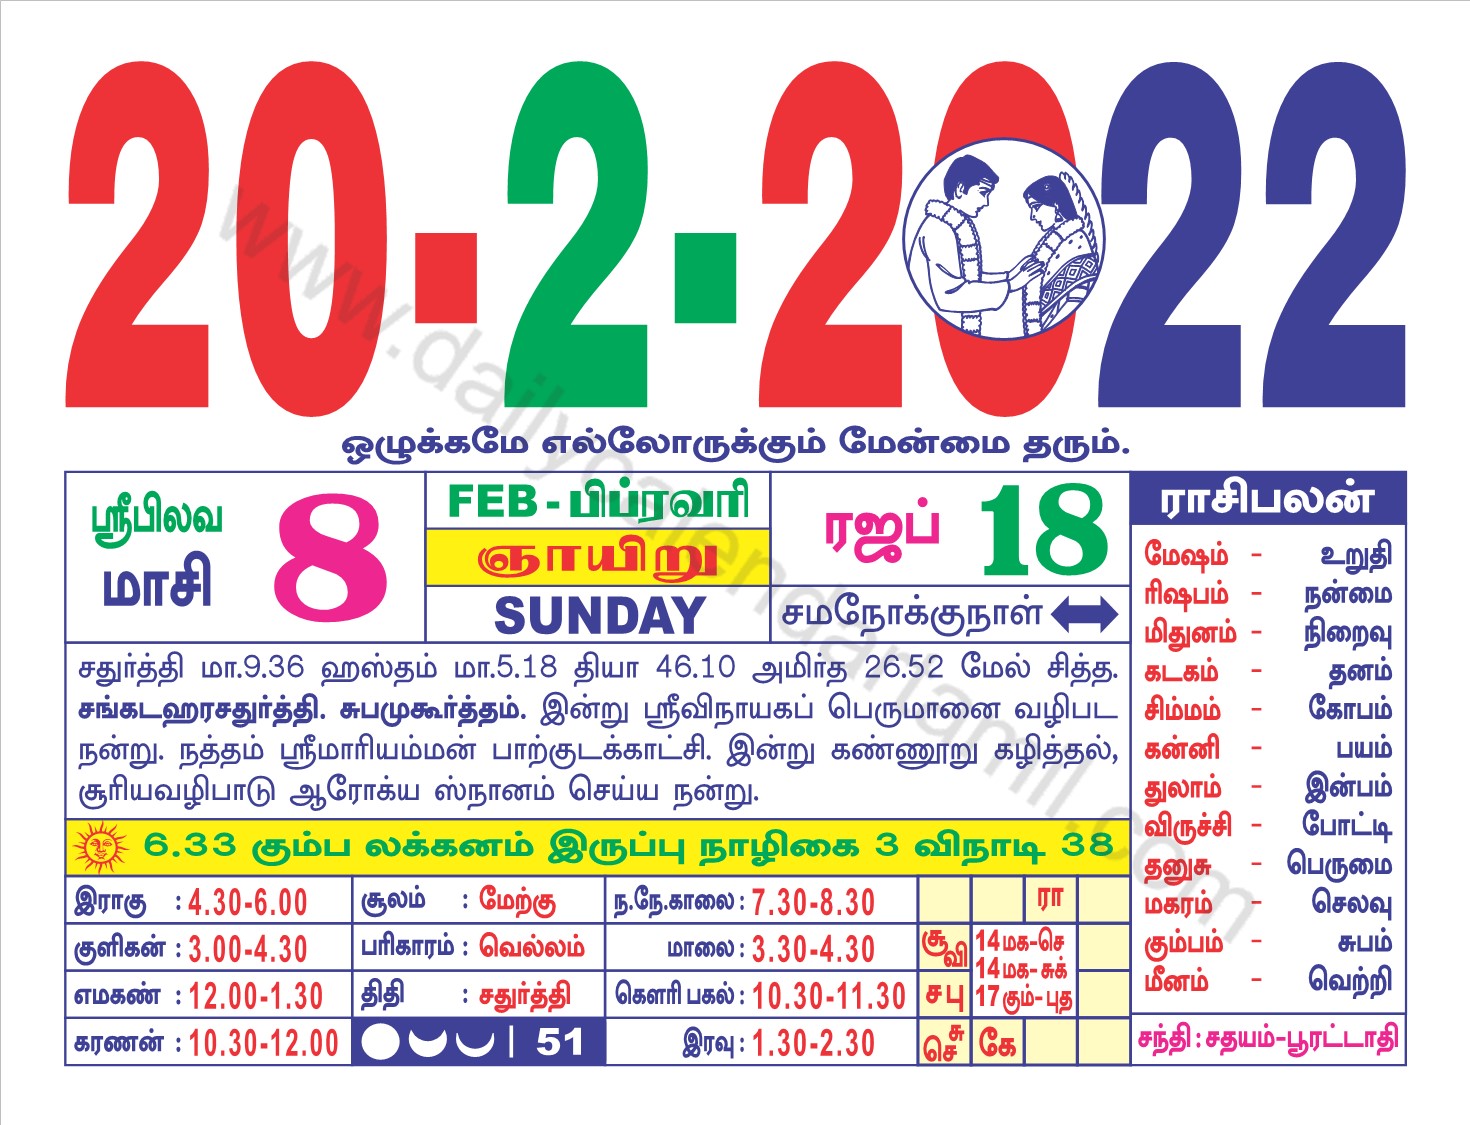 20-2-2022
ஒழுக்கமே எல்லோருக்கும் மேன்மை தரும்.
ஸ்ரீபிலவ
மாசி
8
FEB - பிப்ரவரி
ஞாயிறு
SUNDAY
ரஜப் 18
சமநோக்குநாள்
சதுர்த்தி மா.9.36 ஹஸ்தம் மா.5.18 தியா 46.10 அமிர்த 26.52 மேல் சித்த.
சங்கடஹரசதுர்த்தி. சுபமுகூர்த்தம். இன்று ஸ்ரீவிநாயகப் பெருமானை வழிபட
நன்று. நத்தம் ஸ்ரீமாரியம்மன் பாற்குடக்காட்சி. இன்று கண்ணூறு கழித்தல்,
சூரியவழிபாடு ஆரோக்ய ஸ்நானம் செய்ய நன்று.
6.33 கும்ப லக்கனம் இருப்பு நாழிகை 3 விநாடி 38
இராகு : 4.30-6.00
குளிகன் : 3.00-4.30
எமகண் : 12.00-1.30
கரணன் : 10.30-12.00
சூலம் : மேற்கு
பரிகாரம் : வெல்லம்
திதி : சதுர்த்தி
| 51
ந.நே.காலை : 7.30-8.30
மாலை : 3.30-4.30
கௌரி பகல் : 10.30-11.30
இரவு : 1.30-2.30
ரா
சூ
வி
14 மக-செ
14 மக-சுக்
17 கும்-புத
சபு
சு
செ
கே
ராசிபலன்
மேஷம் - உறுதி
ரிஷபம் - நன்மை
மிதுனம் - நிறைவு
கடகம் - தனம்
சிம்மம் - கோபம்
கன்னி - பயம்
துலாம் - இன்பம்
விருச்சி - போட்டி
தனுசு - பெருமை
மகரம் - செலவு
கும்பம் - சுபம்
மீனம் - வெற்றி
சந்தி : சதயம்-பூரட்டாதி
www.dailycalendartamil.com